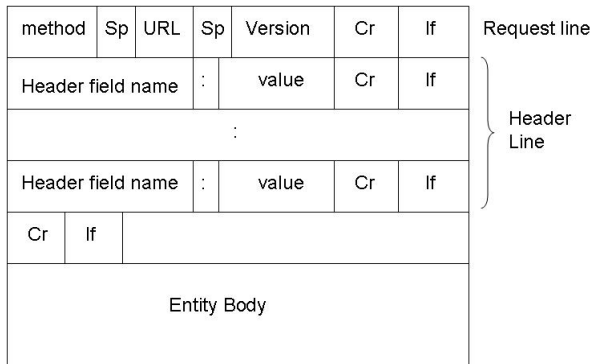 method Sp URL Sp Version Cr lf Request line
Header field name : value Cr lf
:
Header Line
Header field name : value Cr lf
Cr lf
Entity Body